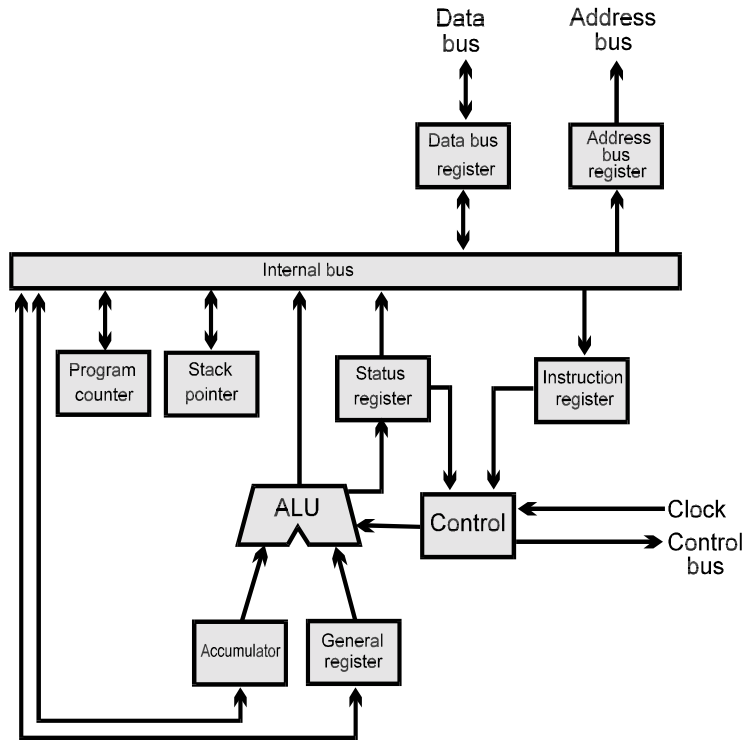 Data
bus
Address
bus
Data bus
register
Address
bus
register
Internal bus
Program
counter
Stack
pointer
Status
register
Instruction
register
ALU
Control
Clock
Control
bus
Accumulator
General
register